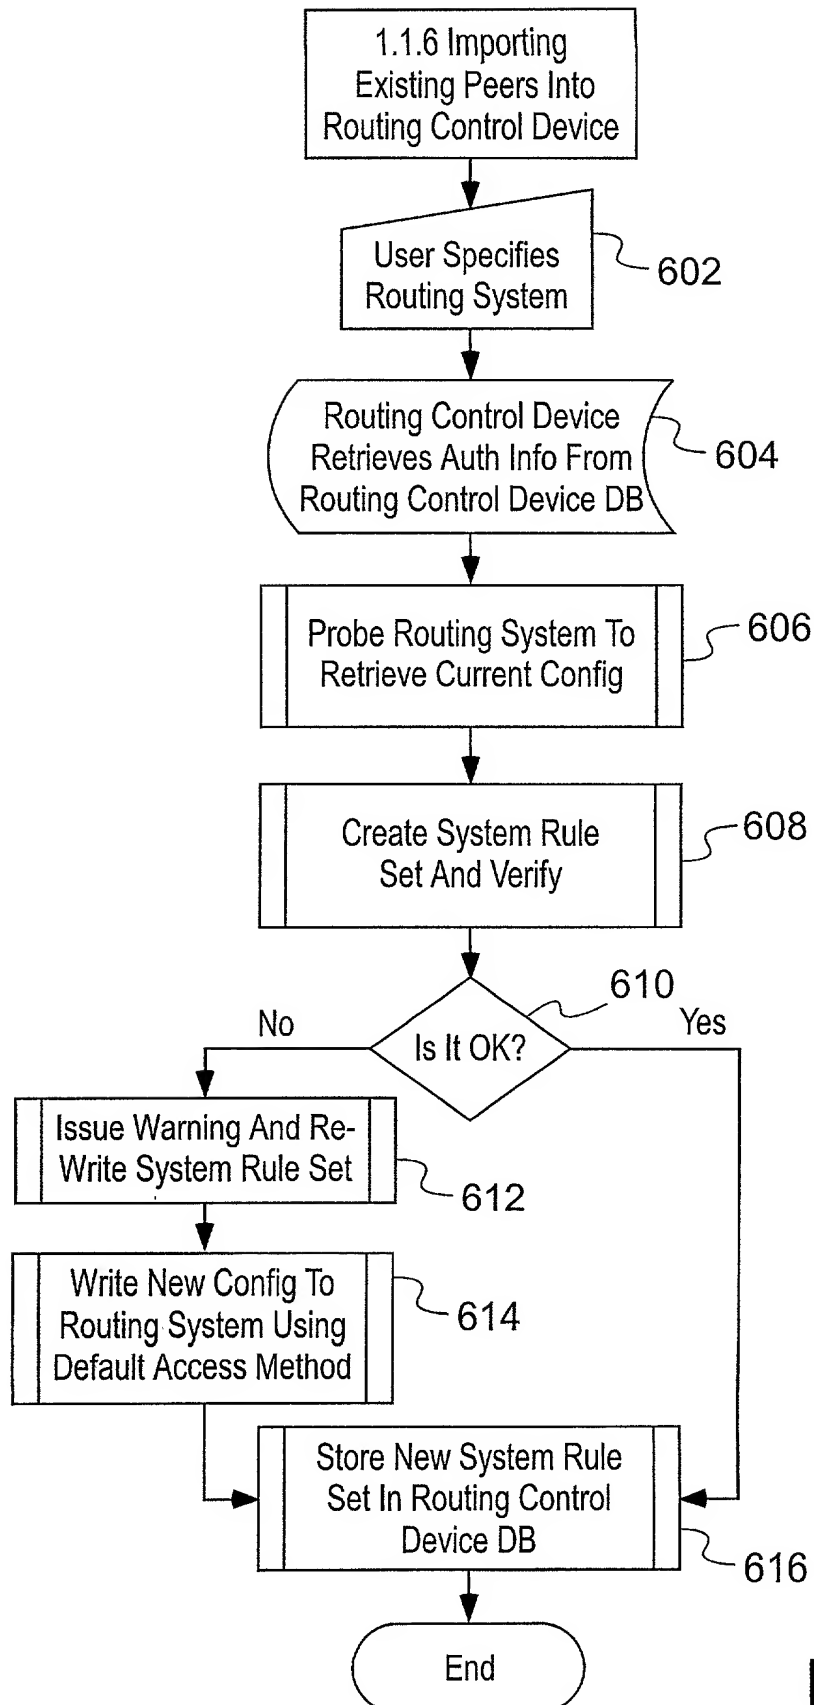 1.1.6 Importing
Existing Peers Into
Routing Control Device
User Specifies
Routing System
602
Routing Control Device
Retrieves Auth Info From
Routing Control Device DB
604
Probe Routing System To
Retrieve Current Config
606
Create System Rule
Set And Verify
608
Is It OK?
610
No
Yes
Issue Warning And Re-
Write System Rule Set
612
Write New Config To
Routing System Using
Default Access Method
614
Store New System Rule
Set In Routing Control
Device DB
616
End